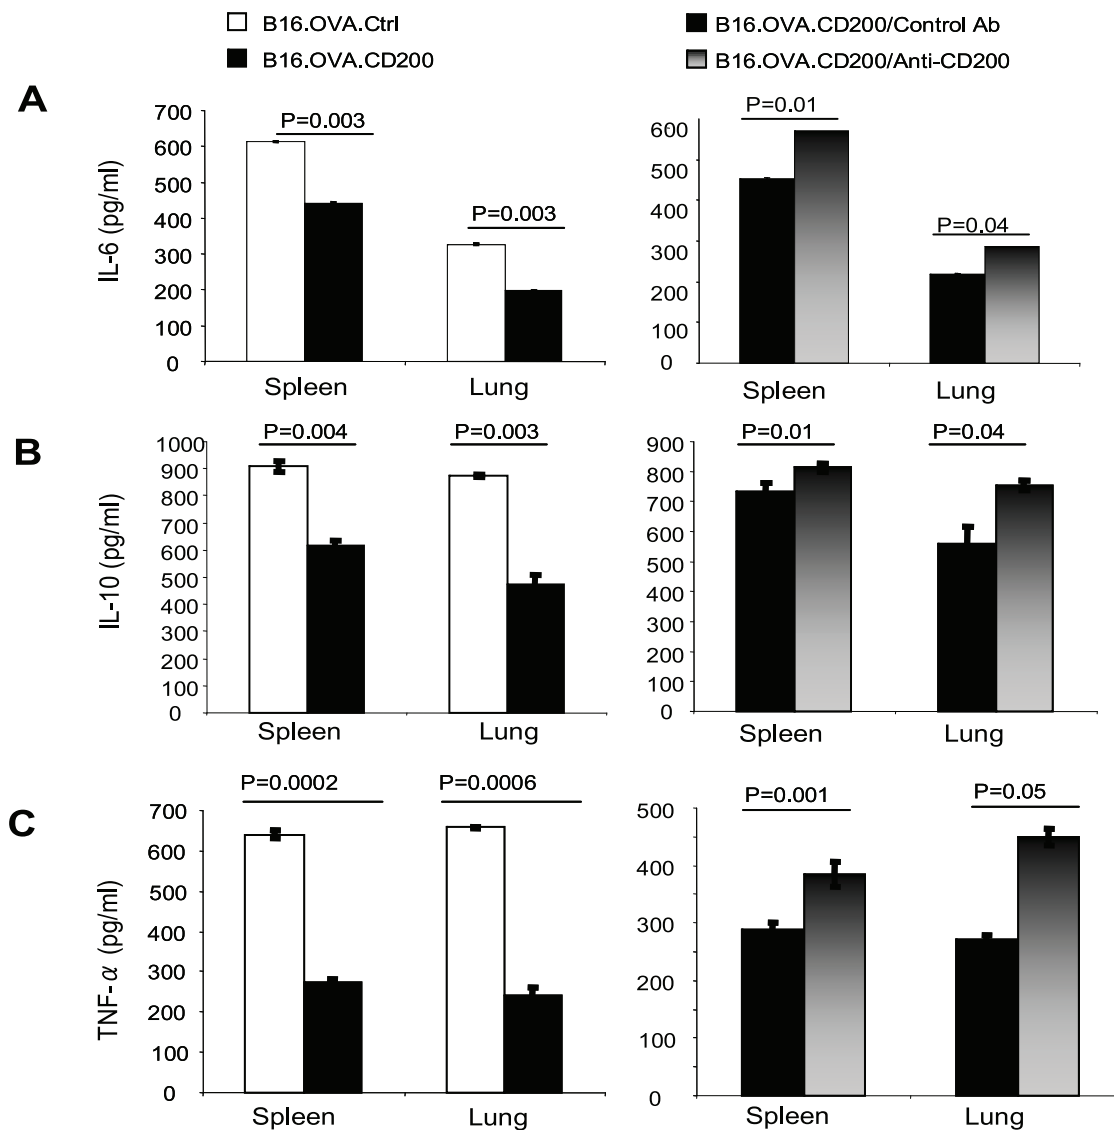 B16.OVA.Ctrl
B16.OVA.CD200
B16.OVA.CD200/Control Ab
B16.OVA.CD200/Anti-CD200
A
IL-6 (pg/ml)
700
600
500
400
300
200
100
0
P=0.003
P=0.003
Spleen
Lung
600
500
400
300
200
100
0
P=0.01
P=0.04
Spleen
Lung
B
IL-10 (pg/ml)
1000
900
800
700
600
500
400
300
200
100
0
P=0.004
P=0.003
Spleen
Lung
900
800
700
600
500
400
300
200
100
0
P=0.01
P=0.04
Spleen
Lung
C
TNF-α (pg/ml)
700
600
500
400
300
200
100
0
P=0.0002
P=0.0006
Spleen
Lung
500
400
300
200
100
0
P=0.001
P=0.05
Spleen
Lung